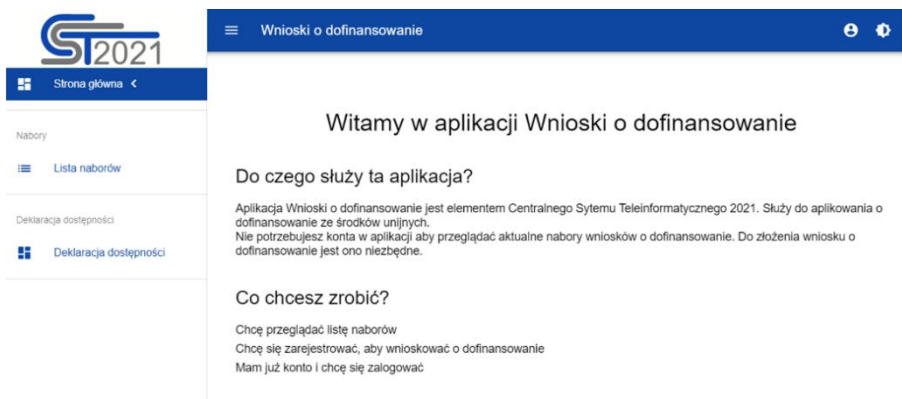 CST2021
Wnioski o dofinansowanie
Strona główna
Nabory
Lista naborów
Deklaracja dostępności
Deklaracja dostępności
Witamy w aplikacji Wnioski o dofinansowanie
Do czego służy ta aplikacja?
Aplikacja Wnioski o dofinansowanie jest elementem Centralnego Sytemu Teleinformatycznego 2021. Służy do aplikowania o
dofinansowanie ze środków unijnych.
Nie potrzebujesz konta w aplikacji aby przeglądać aktualne nabory wniosków o dofinansowanie. Do złożenia wniosku o
dofinansowanie jest ono niezbędne.
Co chcesz zrobić?
Chcę przeglądać listę naborów
Chcę się zarejestrować, aby wnioskować o dofinansowanie
Mam już konto i chcę się zalogować